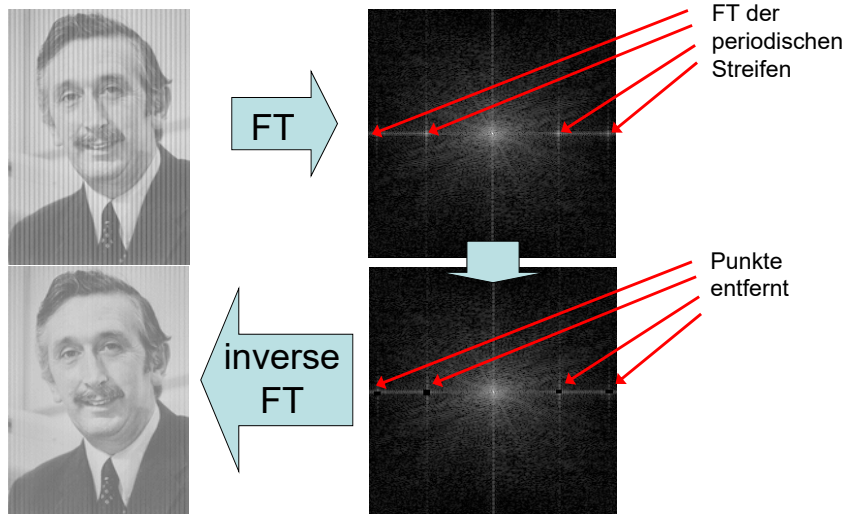 FT
FT der
periodischen
Streifen
Punkte
entfernt
inverse
FT